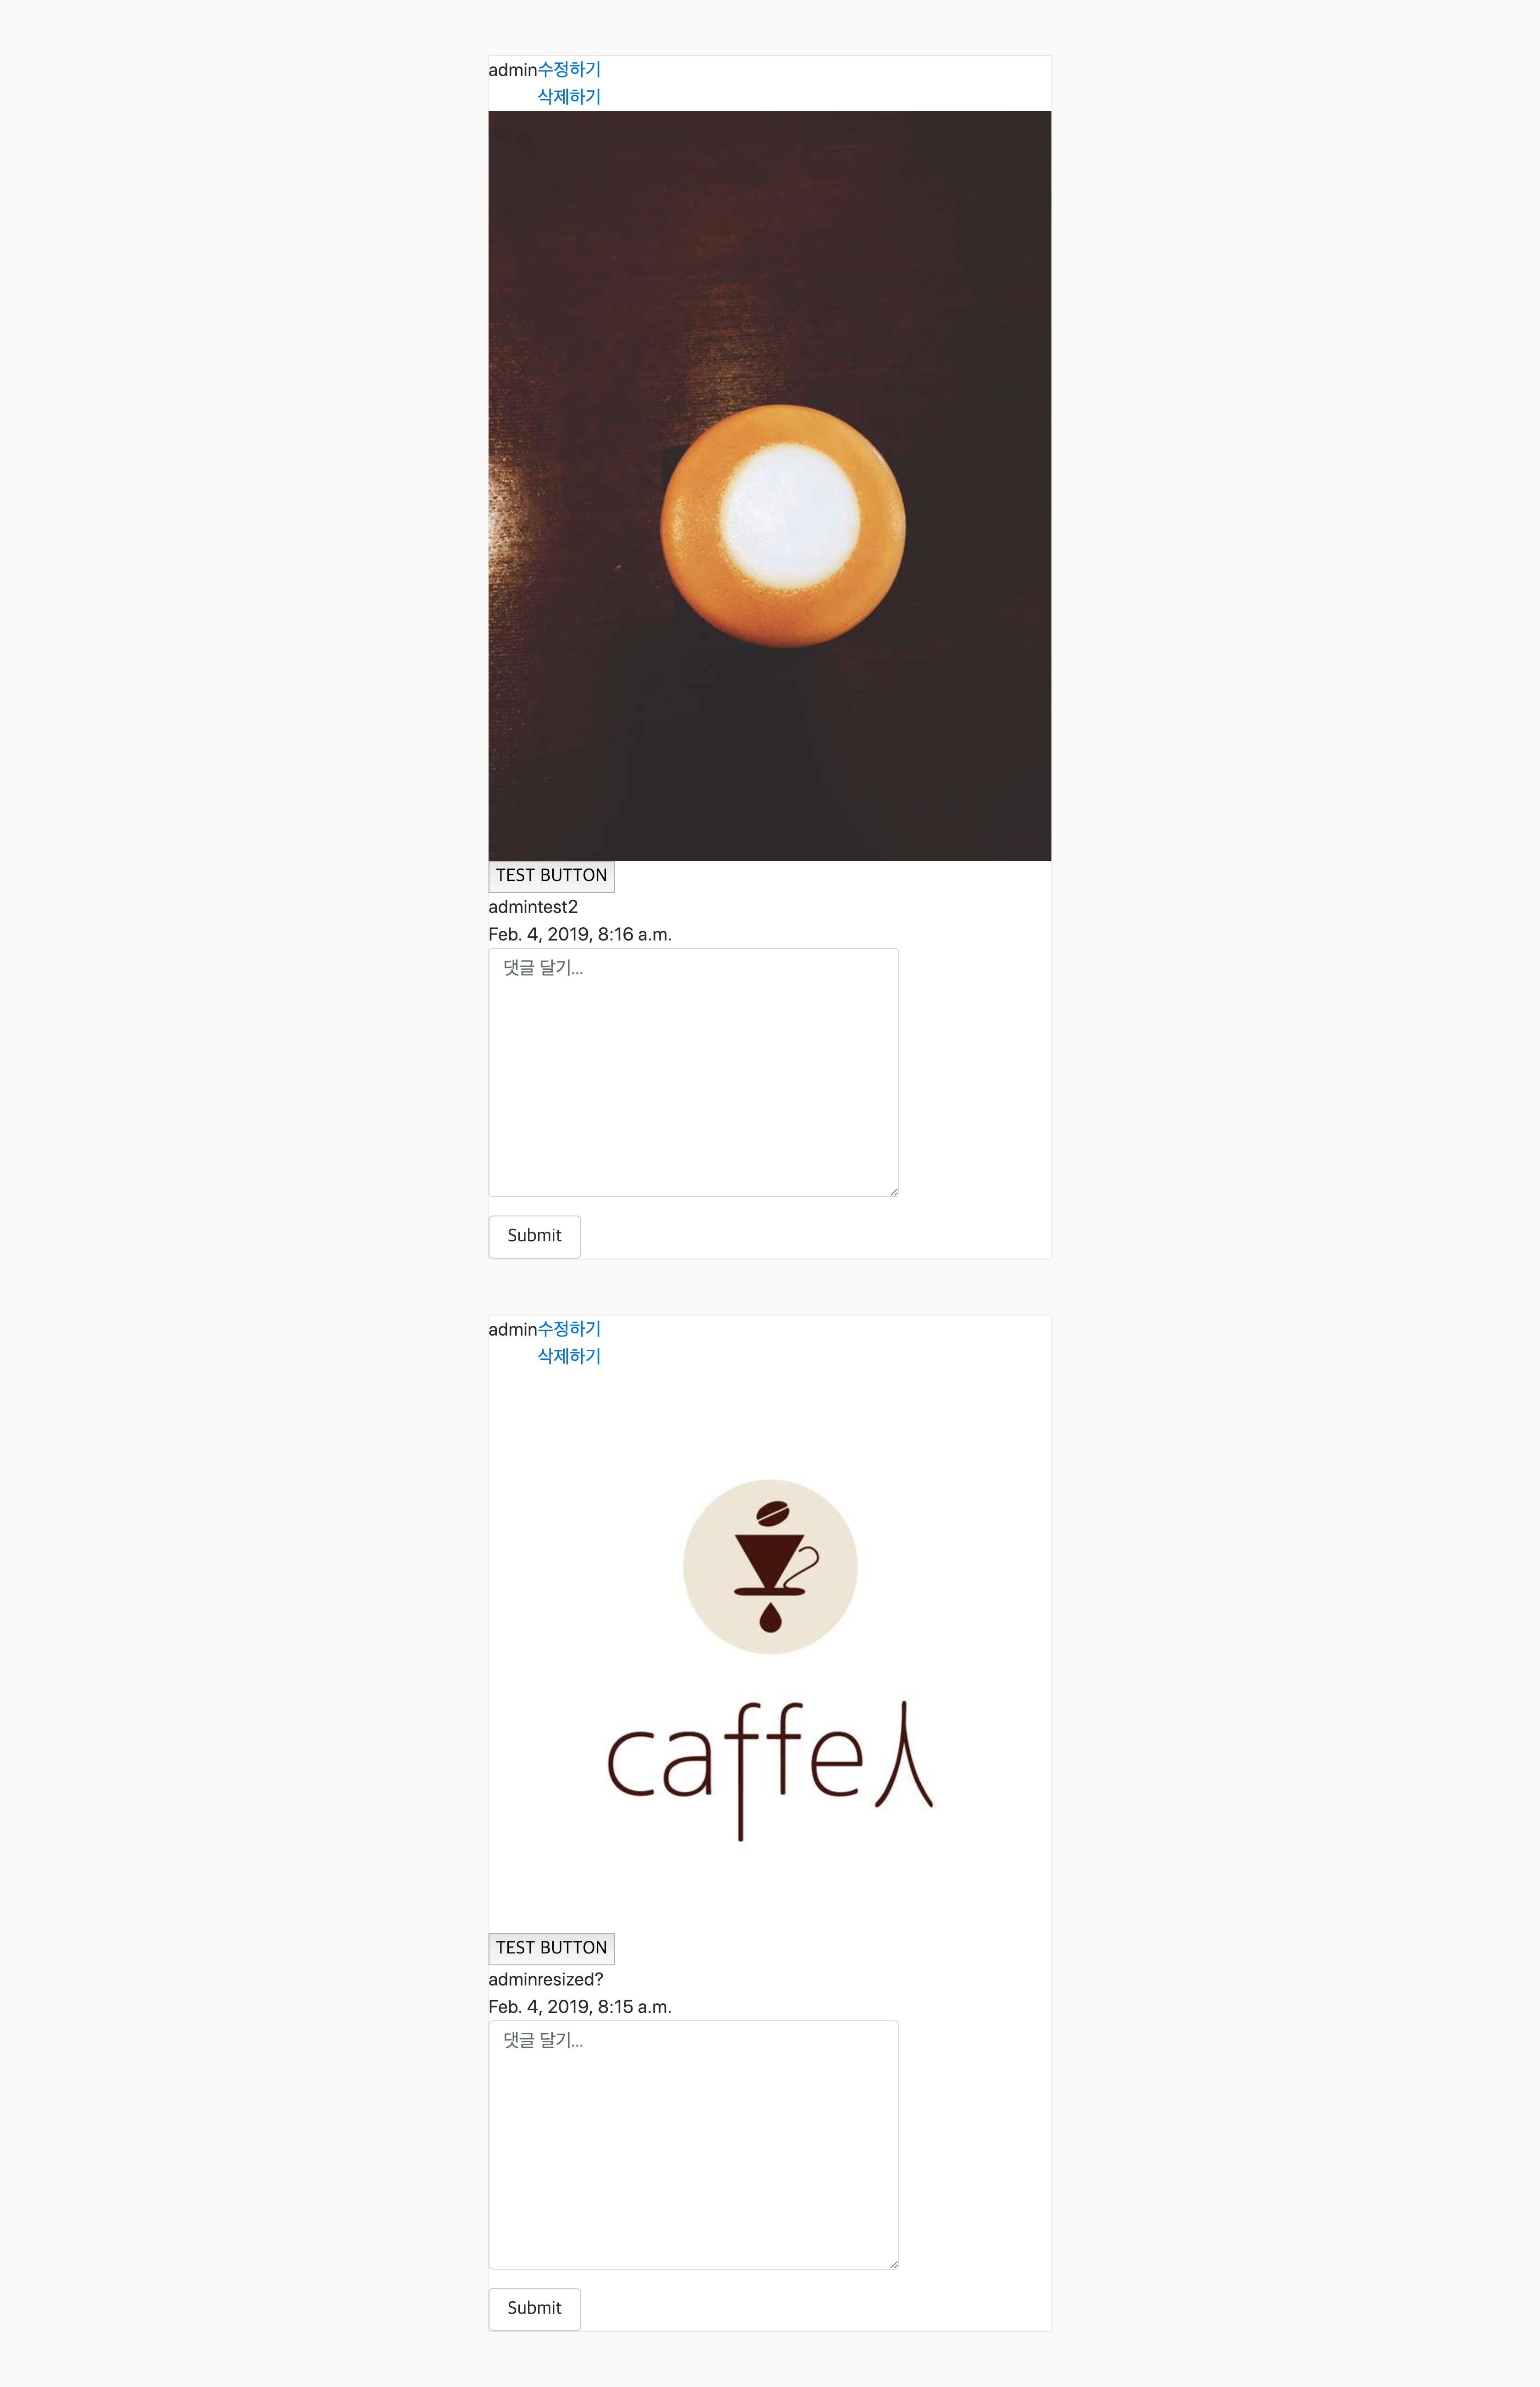 admin수정하기
삭제하기
TEST BUTTON
admintest2
Feb. 4, 2019, 8:16 a.m.
댓글 달기...
Submit
admin수정하기
삭제하기
caffe人
TEST BUTTON
adminresized?
Feb. 4, 2019, 8:15 a.m.
댓글 달기...
Submit